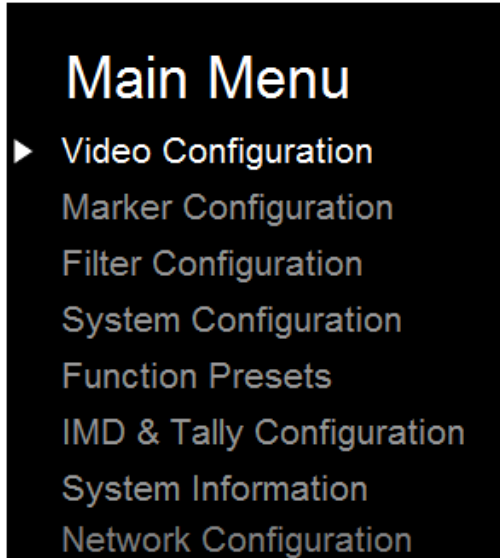 Main Menu
Video Configuration
Marker Configuration
Filter Configuration
System Configuration
Function Presets
IMD & Tally Configuration
System Information
Network Configuration